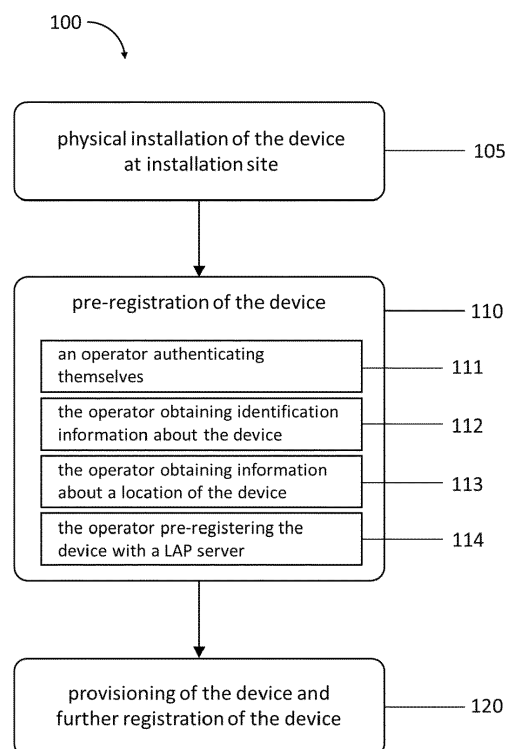 100
physical installation of the device
at installation site
105
pre-registration of the device
110
an operator authenticating
themselves
111
the operator obtaining identification
information about the device
112
the operator obtaining information
about a location of the device
113
the operator pre-registering the
device with a LAP server
114
provisioning of the device and
further registration of the device
120